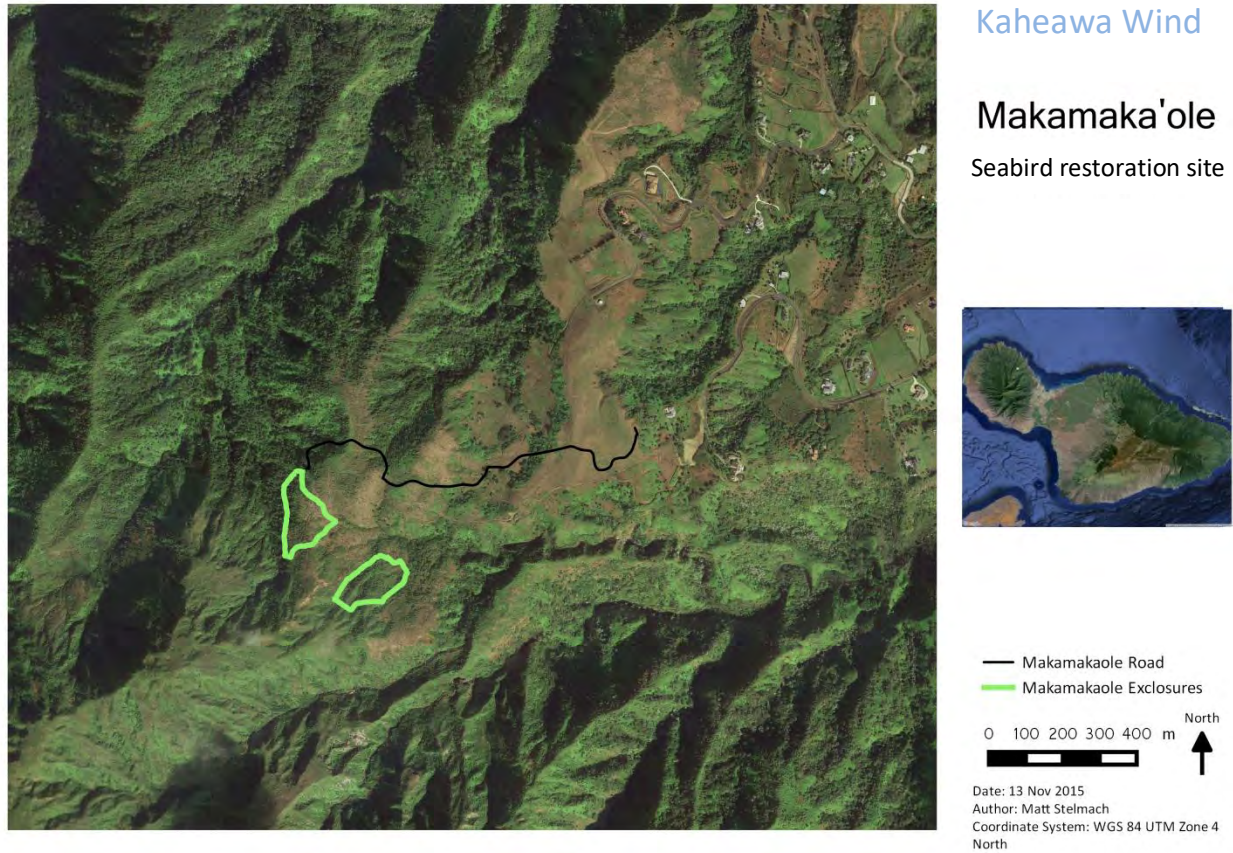 Kaheawa Wind
Makamaka'ole
Seabird restoration site
Makamakaole Road
Makamakaole Exclosures
North
0 100 200 300 400 m
Date: 13 Nov 2015
Author: Matt Stelmach
Coordinate System: WGS 84 UTM Zone 4
North